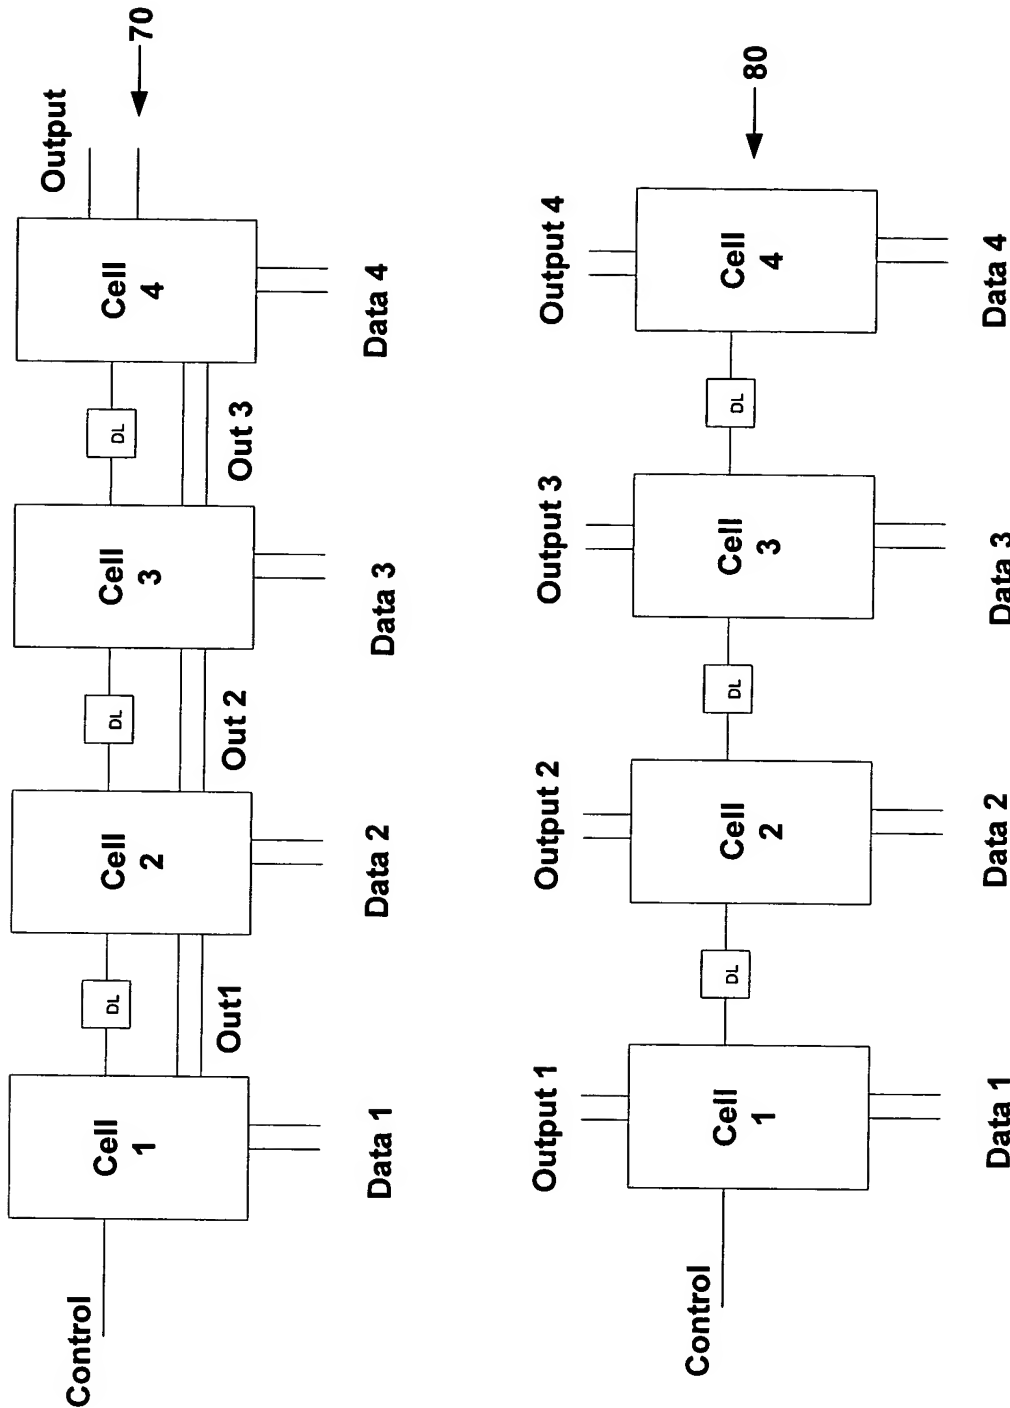 Output
70
Control
Cell
1
DL
Cell
2
DL
Cell
3
DL
Cell
4
Out1
Out 2
Out 3
Data 1
Data 2
Data 3
Data 4
80
Output 1
Output 2
Output 3
Output 4
Control
Cell
1
DL
Cell
2
DL
Cell
3
DL
Cell
4
Data 1
Data 2
Data 3
Data 4